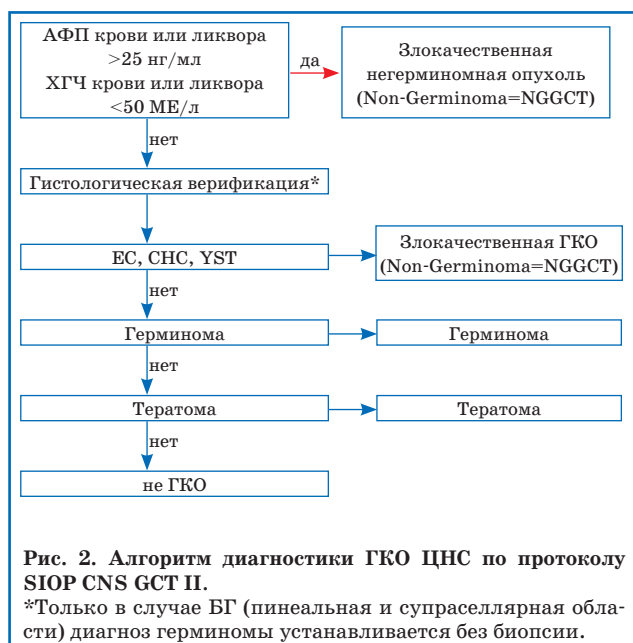 АФП крови или ликвора
>25 нг/мл
ХГЧ крови или ликвора
<50 МЕ/л
да
Злокачественная
негерминомная опухоль
(Non-Germinoma=NGGCT)
нет
Гистологическая верификация*
EC, CHC, YST
Злокачественная ГКО
(Non-Germinoma=NGGCT)
нет
Герминома
Герминома
нет
Тератома
Тератома
нет
не ГКО
Рис. 2. Алгоритм диагностики ГКО ЦНС по протоколу
SIOP CNS GCT II.
*Только в случае БГ (пинеальная и супраселлярная обла-
сти) диагноз герминомы устанавливается без биопсии.